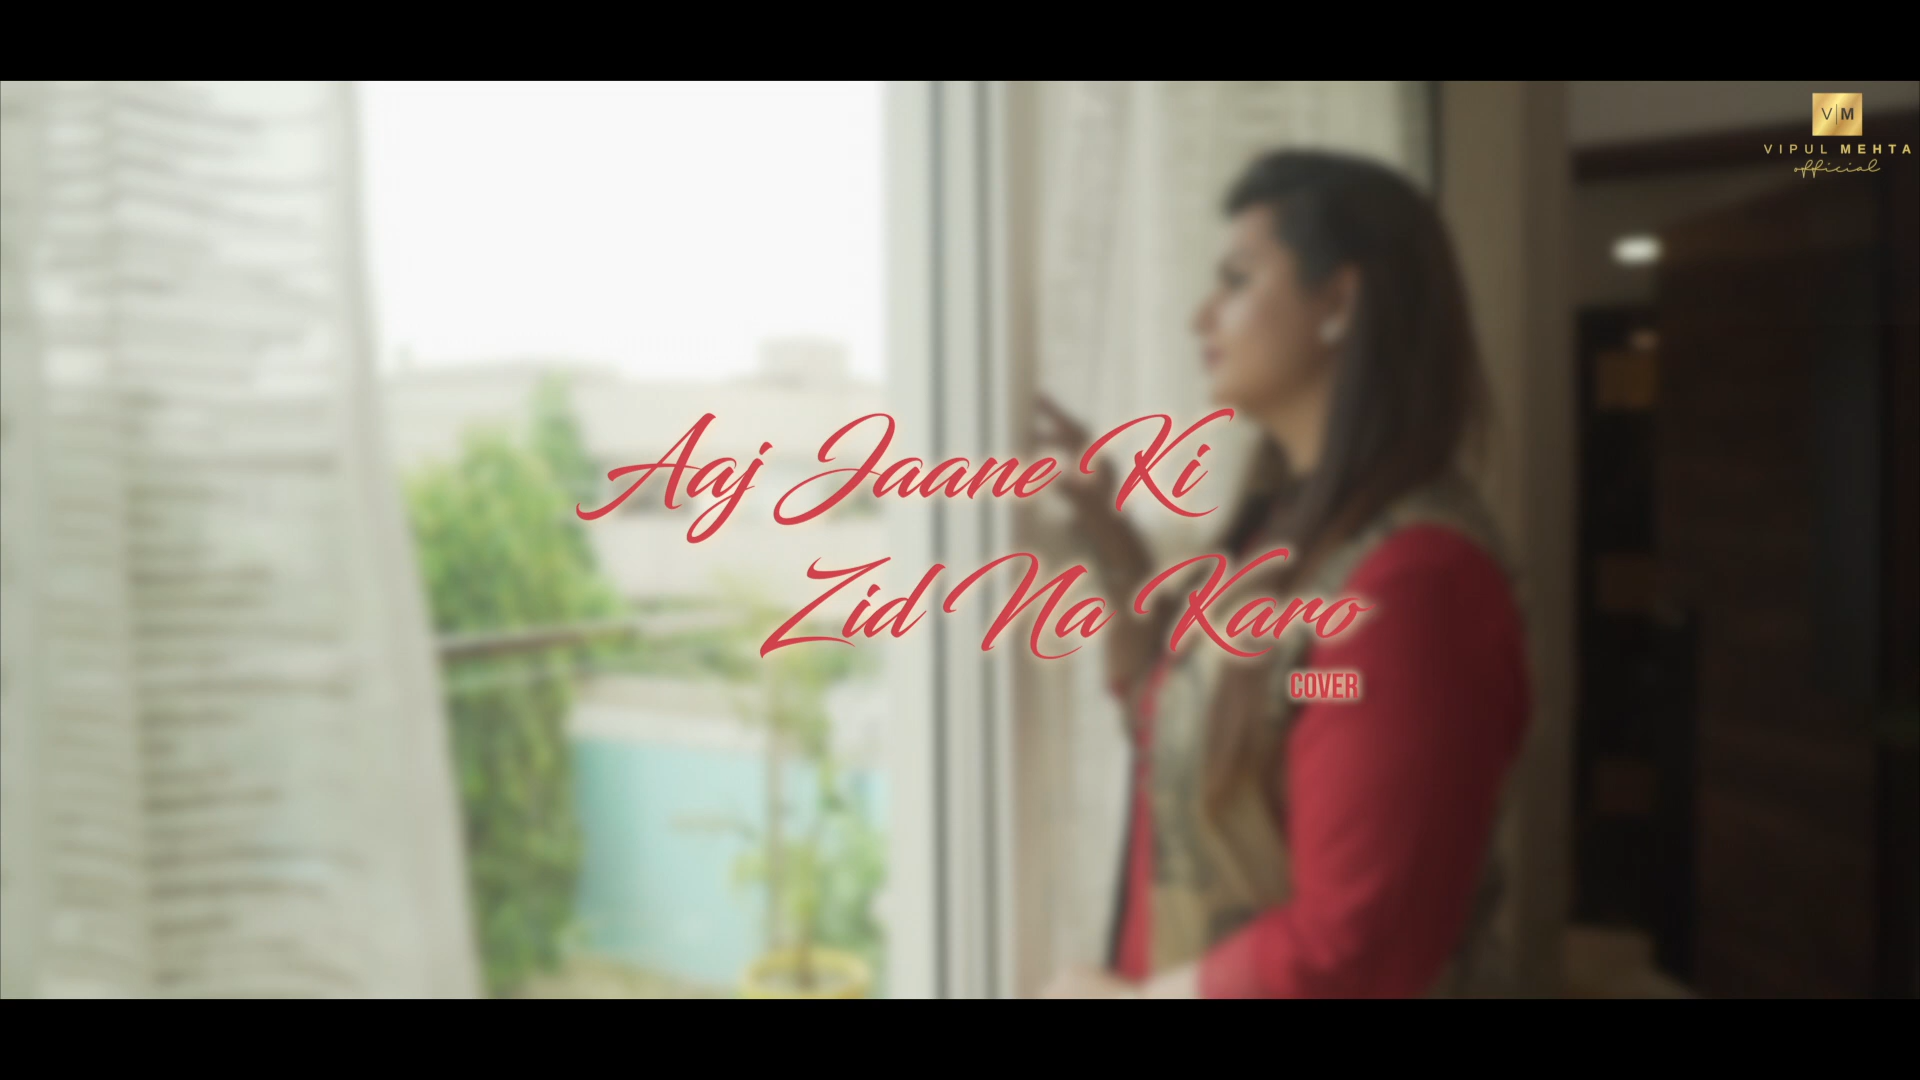 V|M
VIPUL MEHTA
official
Aaj Jaane Ki
Zid Na Karo
COVER